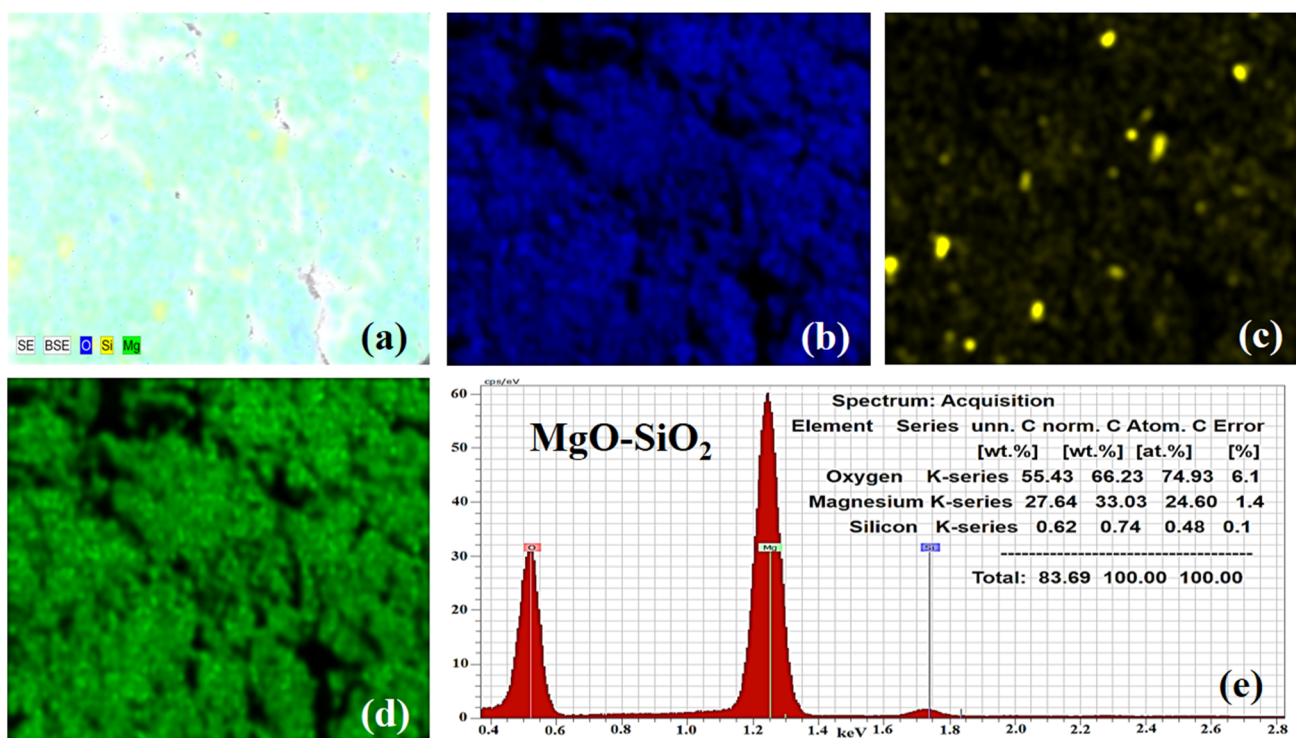 SE BSE O Si Mg
(a)
(b)
(c)
(d)
cps/eV
60
50
40
30
20
10
0
MgO-SiO₂
Spectrum: Acquisition
Element Series unn. C norm. C Atom. C Error
[wt.%] [wt.%] [at.%] [%]
Oxygen K-series 55.43 66.23 74.93 6.1
Magnesium K-series 27.64 33.03 24.60 1.4
Silicon K-series 0.62 0.74 0.48 0.1
--------------------------------
Total: 83.69 100.00 100.00
O
Mg
Si
(e)
0.4 0.6 0.8 1.0 1.2 1.4 1.6 1.8 2.0 2.2 2.4 2.6 2.8
keV